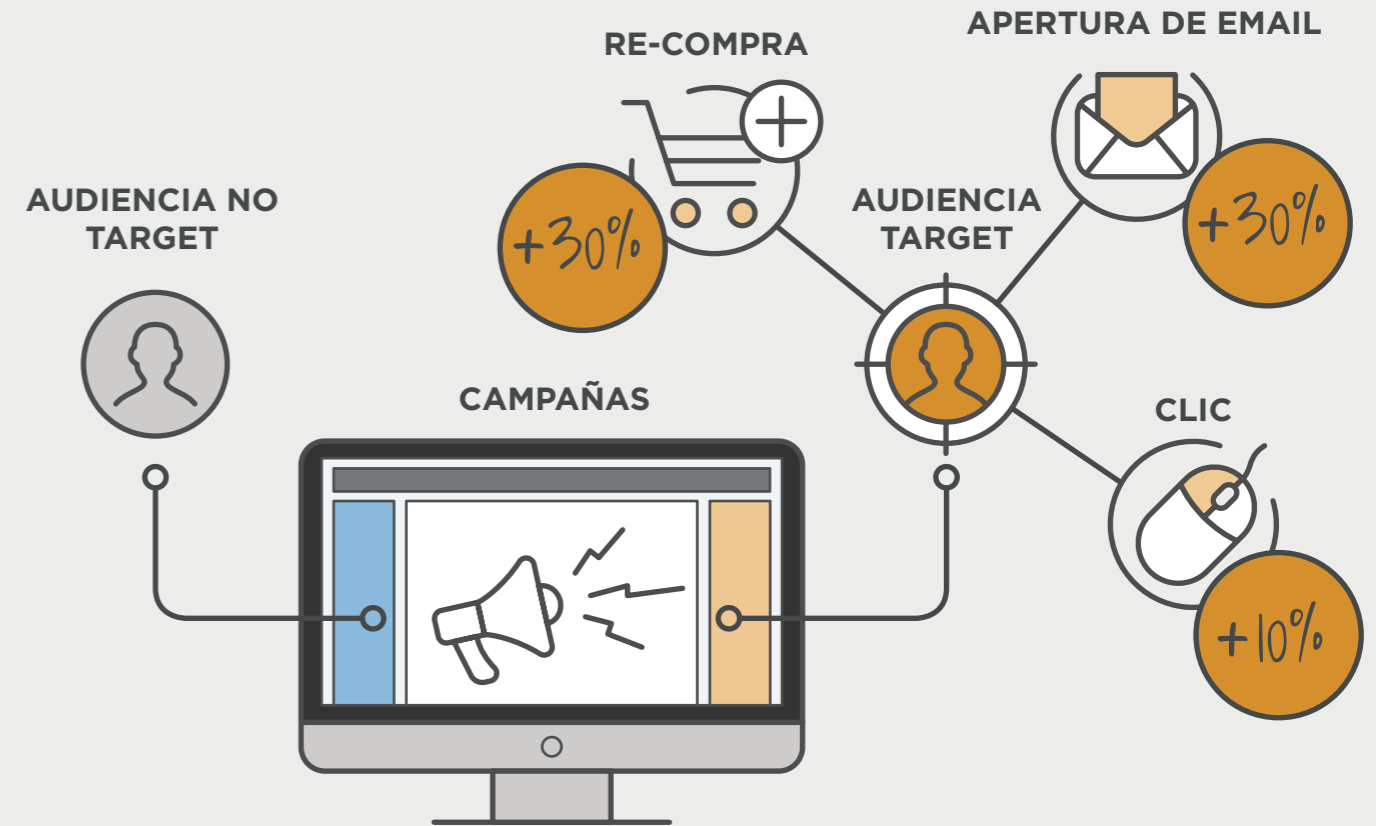 APERTURA DE EMAIL
RE-COMPRA
+30%
+30%
AUDIENCIA NO
TARGET
AUDIENCIA
TARGET
CAMPAÑAS
CLIC
+10%